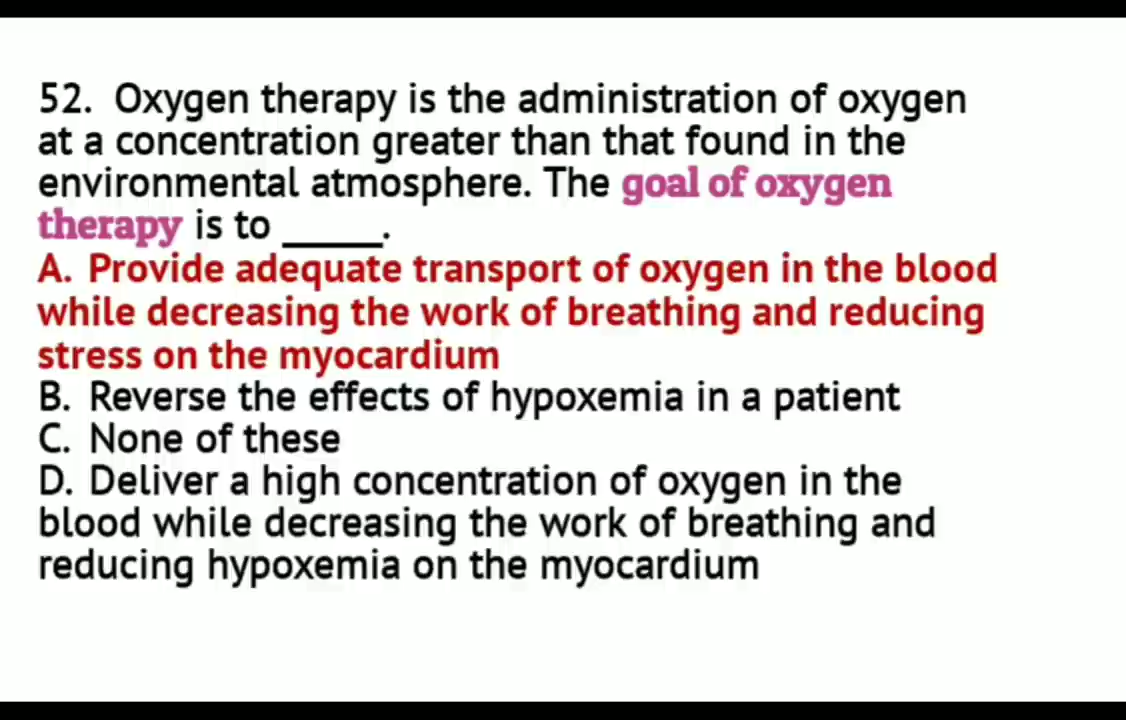 52. Oxygen therapy is the administration of oxygen
at a concentration greater than that found in the
environmental atmosphere. The goal of oxygen
therapy is to _____.
A. Provide adequate transport of oxygen in the blood
while decreasing the work of breathing and reducing
stress on the myocardium
B. Reverse the effects of hypoxemia in a patient
C. None of these
D. Deliver a high concentration of oxygen in the
blood while decreasing the work of breathing and
reducing hypoxemia on the myocardium